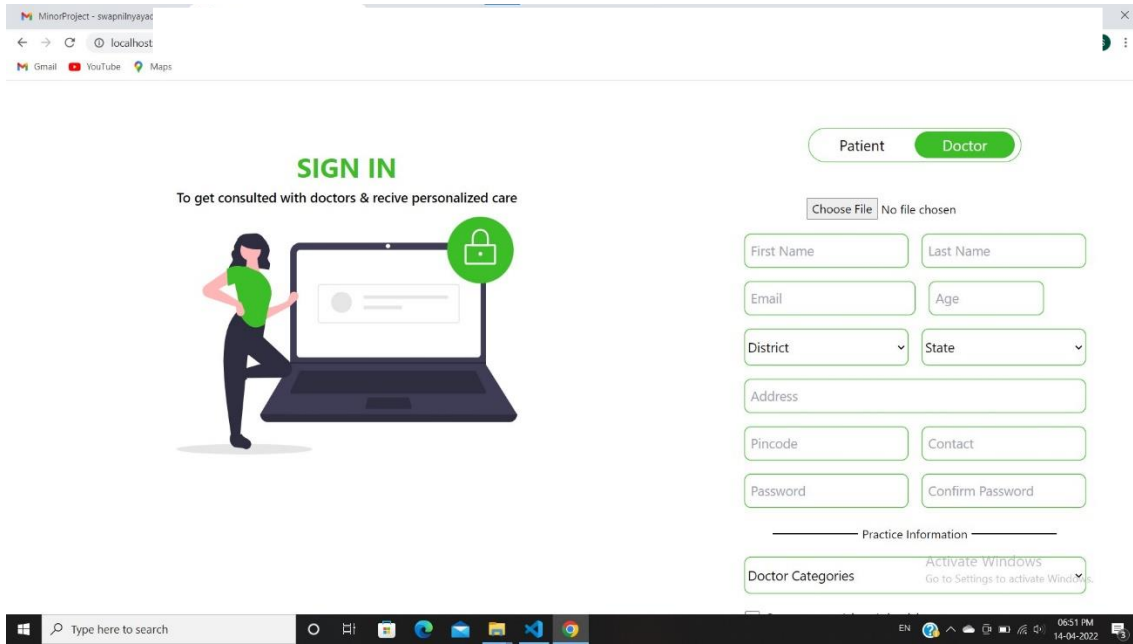 MinorProject - swapnilnyayad
localhost
Gmail YouTube Maps
SIGN IN
To get consulted with doctors & recive personalized care
Patient Doctor
Choose File No file chosen
First Name Last Name
Email Age
District State
Address
Pincode Contact
Password Confirm Password
Practice Information
Doctor Categories
Activate Windows
Go to Settings to activate Windows.
Type here to search
EN
06:51 PM
14-04-2022